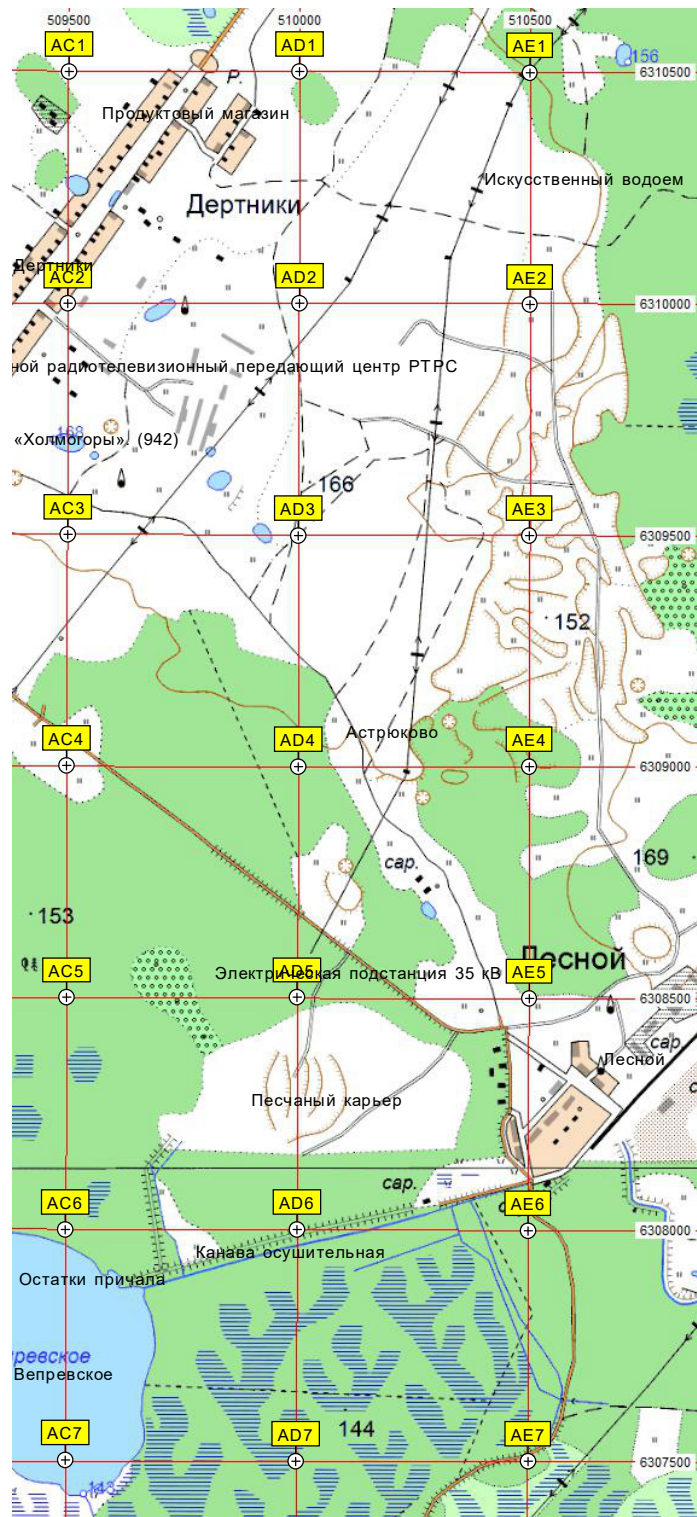 509500 510000 510500
AC1 AD1 AE1
156
6310500
Р.
Продуктовый магазин
Искусственный водоем
Дертники
Дертники
AC2 AD2 AE2
6310000
ной радиотелевизионный передающий центр РТРС
168
«Холмогоры». (942)
166
AC3 AD3 AE3
6309500
152
Астрюково
AC4 AD4 AE4
6309000
сар.
169
153
Лесной
Электрическая подстанция 35 кВ
AC5 AD5 AE5
6308500
сар
Лесной
Песчаный карьер
сар.
AC6 AD6 AE6
6308000
Канава осушительная
Остатки причала
превское
Вепревское
144
AC7 AD7 AE7
6307500
143